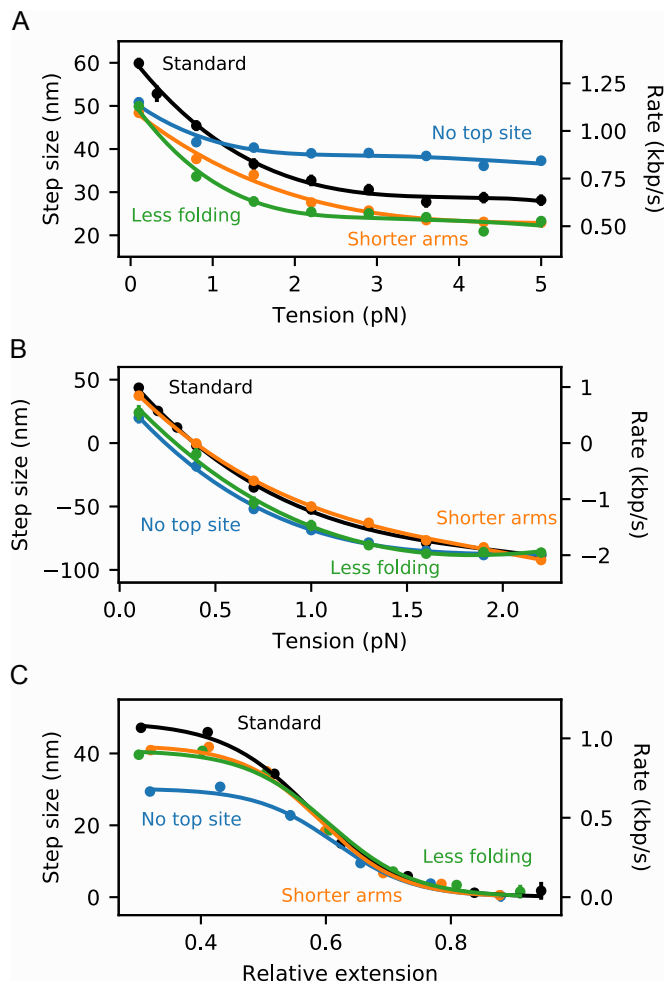 A
Standard
No top site
Less folding
Shorter arms
60
50
40
30
20
Step size (nm)
1.25
1.00
0.75
0.50
Rate (kbp/s)
0 1 2 3 4 5
Tension (pN)
B
Standard
Shorter arms
No top site
Less folding
50
0
−50
−100
Step size (nm)
1
0
−1
−2
Rate (kbp/s)
0.0 0.5 1.0 1.5 2.0
Tension (pN)
C
Standard
No top site
Less folding
Shorter arms
40
20
0
Step size (nm)
1.0
0.5
0.0
Rate (kbp/s)
0.4 0.6 0.8
Relative extension